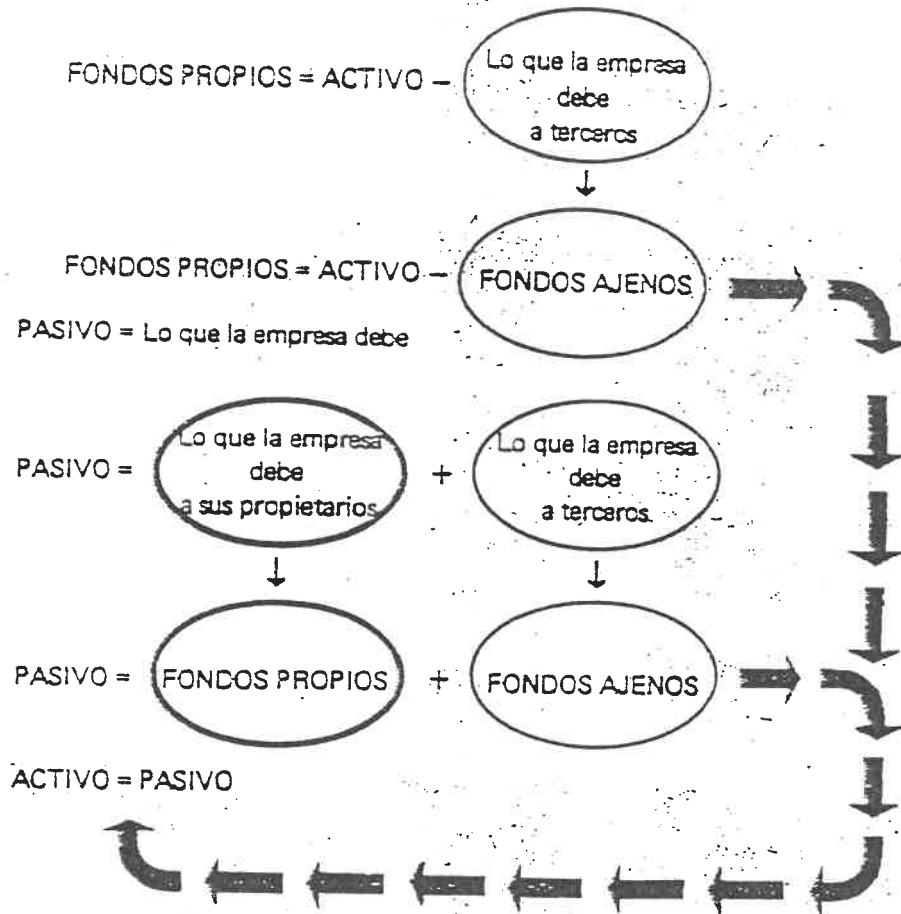 FONDOS PROPIOS = ACTIVO –
Lo que la empresa
debe
a terceros
↓
FONDOS PROPIOS = ACTIVO –
FONDOS AJENOS
PASIVO = Lo que la empresa debe
PASIVO =
Lo que la empresa
debe
a sus propietarios
+
Lo que la empresa
debe
a terceros.
↓
↓
PASIVO =
FONDOS PROPIOS
+
FONDOS AJENOS
ACTIVO = PASIVO